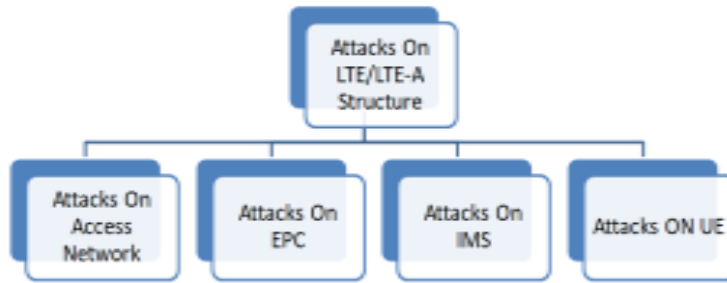 Attacks On
LTE/LTE-A
Structure
Attacks On
Access
Network
Attacks On
EPC
Attacks On
IMS
Attacks ON UE